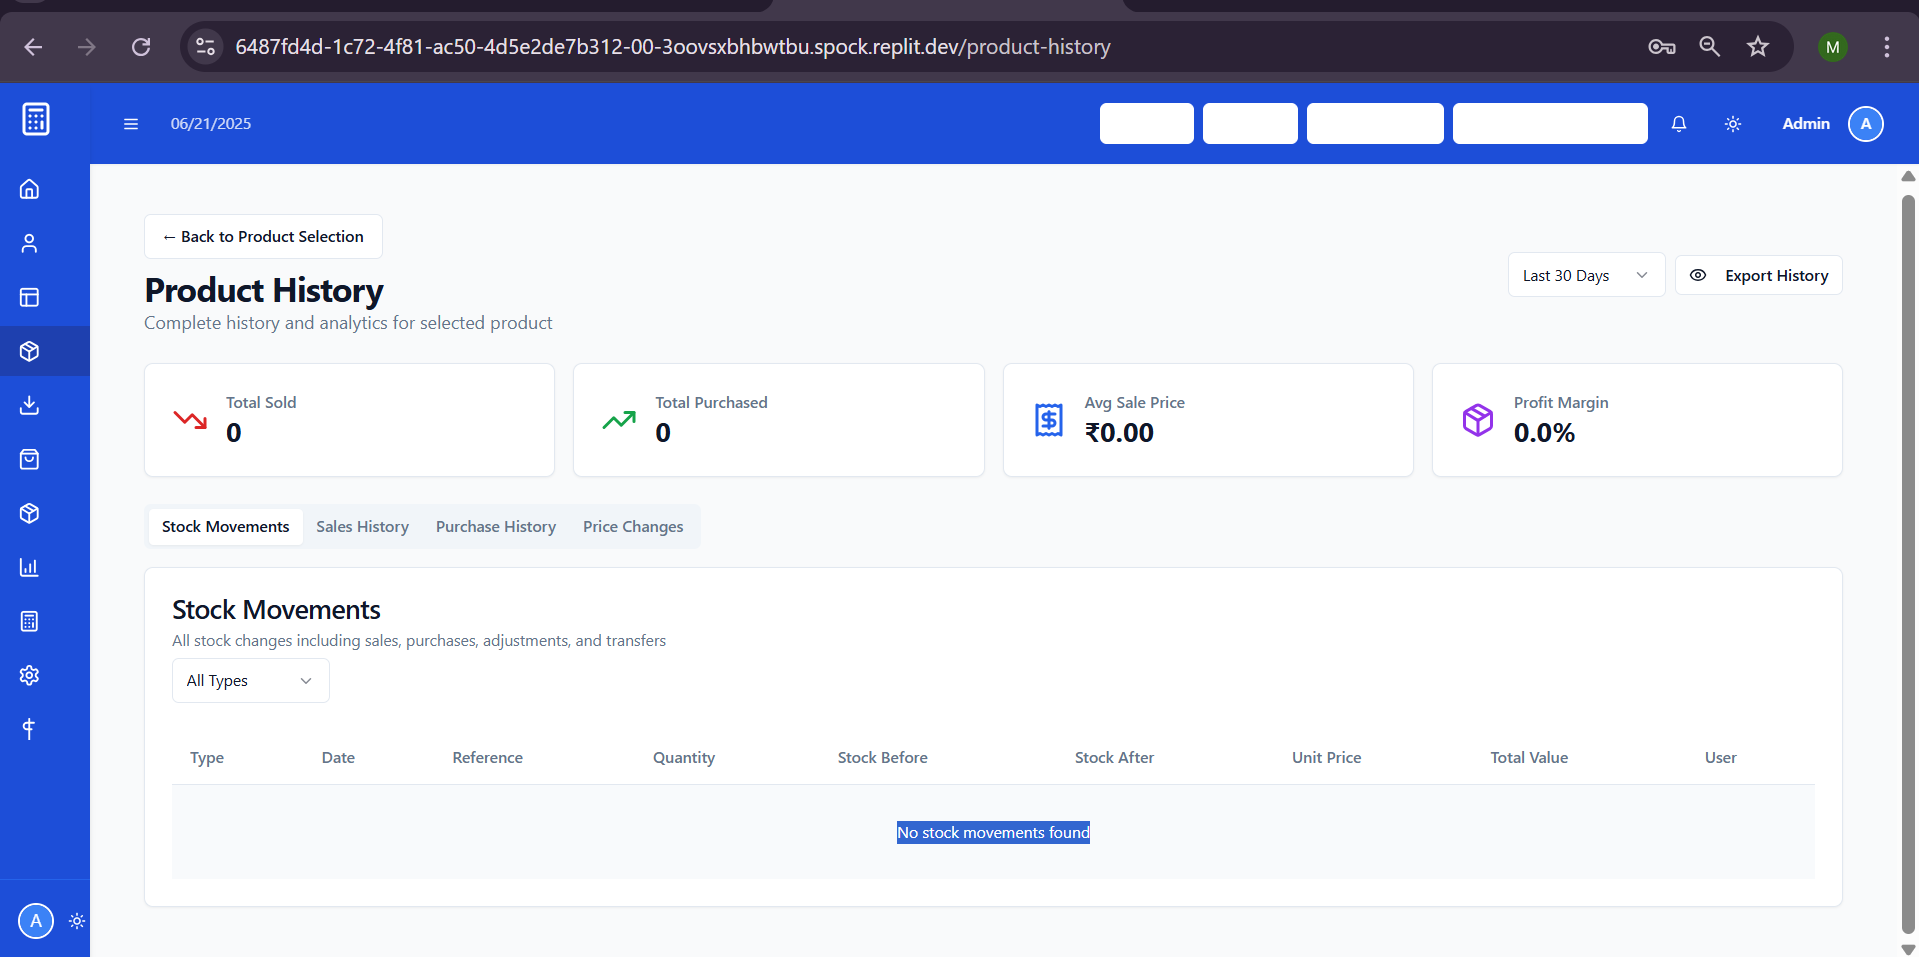 6487fd4d-1c72-4f81-ac50-4d5e2de7b312-00-3oovsxbhbwtbu.spock.replit.dev/product-history
M
06/21/2025
Admin
A
← Back to Product Selection
Product History
Complete history and analytics for selected product
Last 30 Days
Export History
Total Sold
0
Total Purchased
0
Avg Sale Price
₹0.00
Profit Margin
0.0%
Stock Movements Sales History Purchase History Price Changes
Stock Movements
All stock changes including sales, purchases, adjustments, and transfers
All Types
Type Date Reference Quantity Stock Before Stock After Unit Price Total Value User
No stock movements found
A